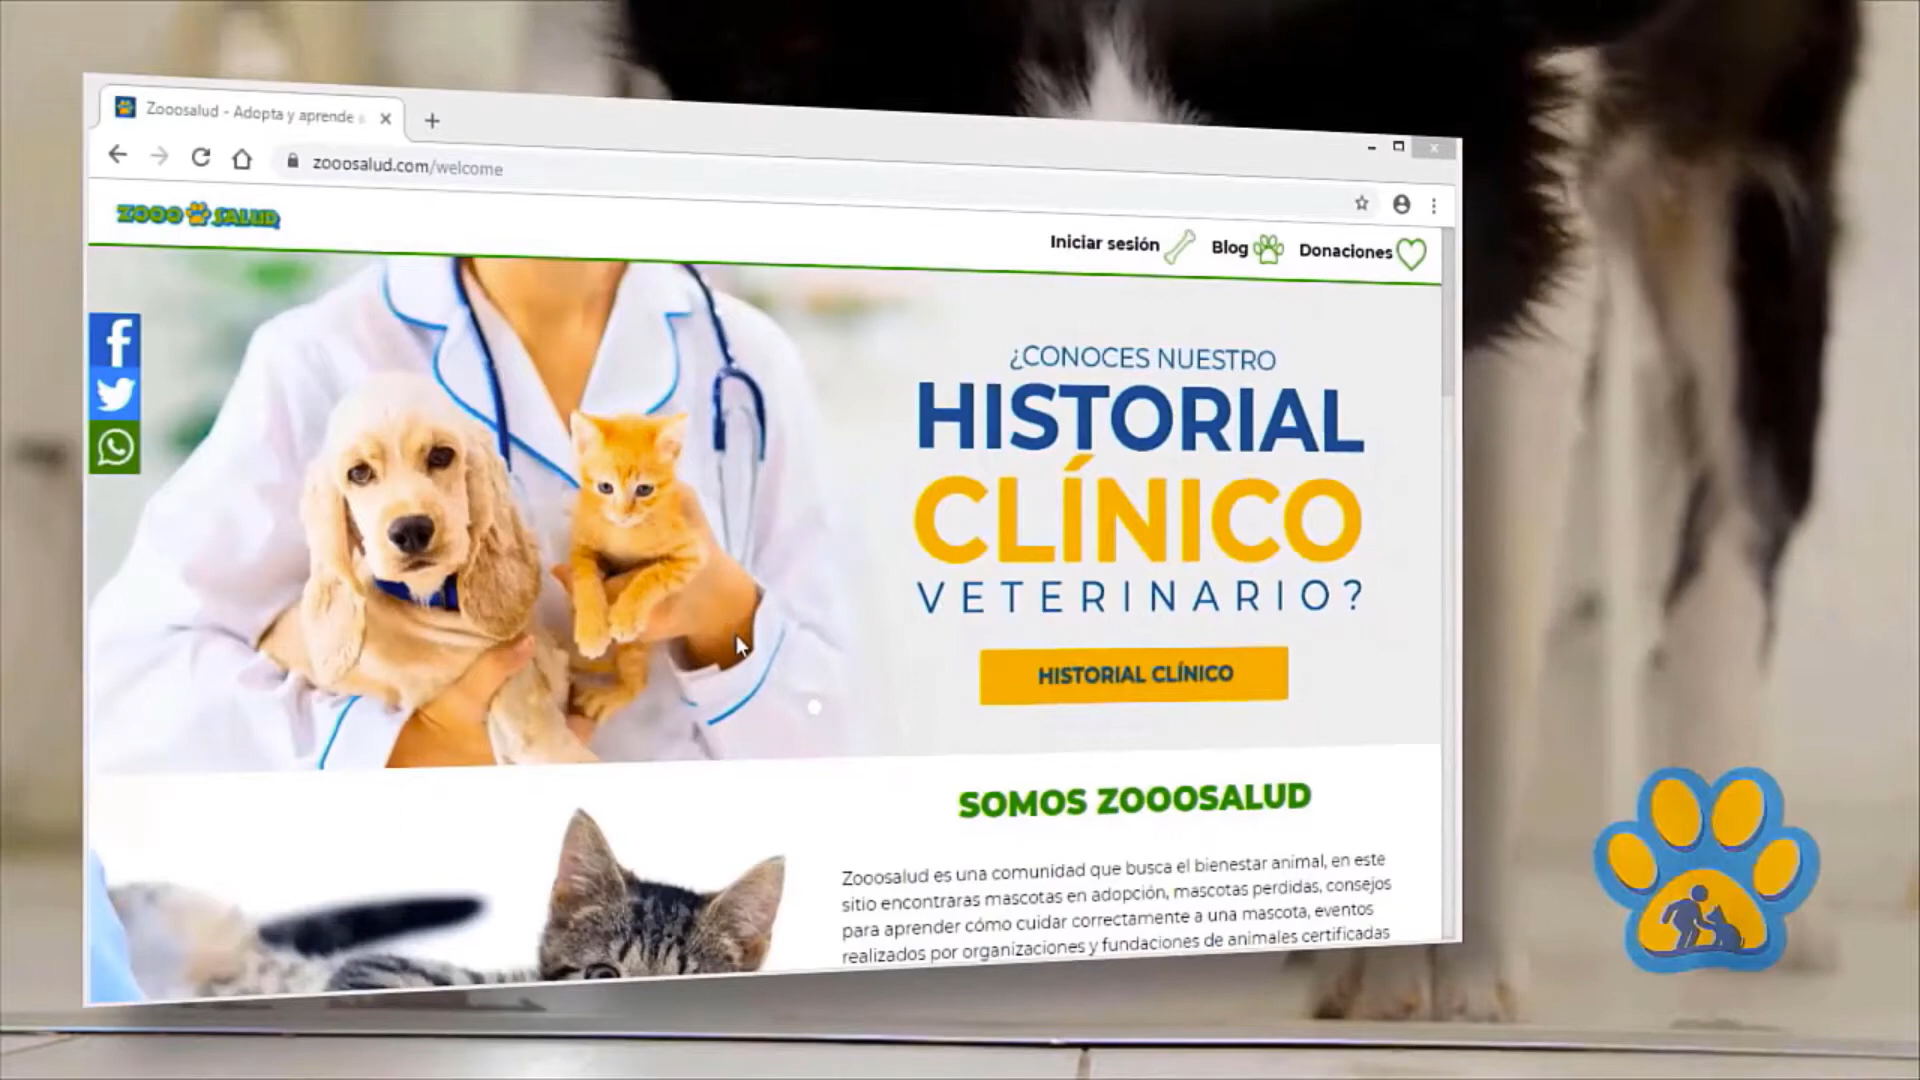 Zooosalud - Adopta y aprende
zooosalud.com/welcome
ZOOO SALUD
Iniciar sesión
Blog
Donaciones
¿CONOCES NUESTRO
HISTORIAL
CLÍNICO
VETERINARIO?
HISTORIAL CLÍNICO
SOMOS ZOOOSALUD
Zooosalud es una comunidad que busca el bienestar animal, en este
sitio encontraras mascotas en adopción, mascotas perdidas, consejos
para aprender cómo cuidar correctamente a una mascota, eventos
realizados por organizaciones y fundaciones de animales certificadas